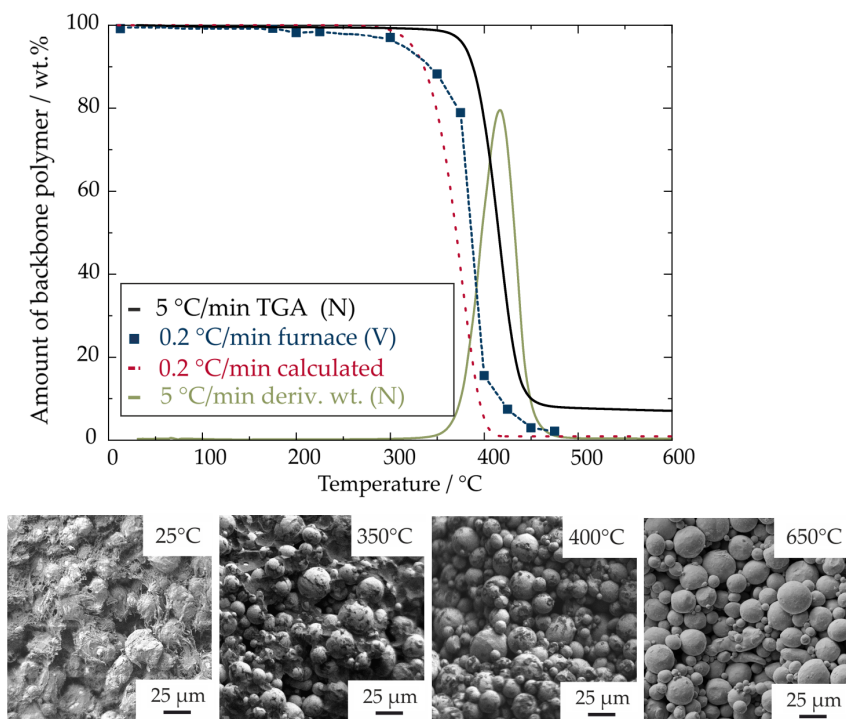 100
80
60
40
20
0
Amount of backbone polymer / wt.%
5 °C/min TGA (N)
0.2 °C/min furnace (V)
0.2 °C/min calculated
5 °C/min deriv. wt. (N)
0 100 200 300 400 500 600
Temperature / °C
25°C 350°C 400°C 650°C
25 µm 25 µm 25 µm 25 µm